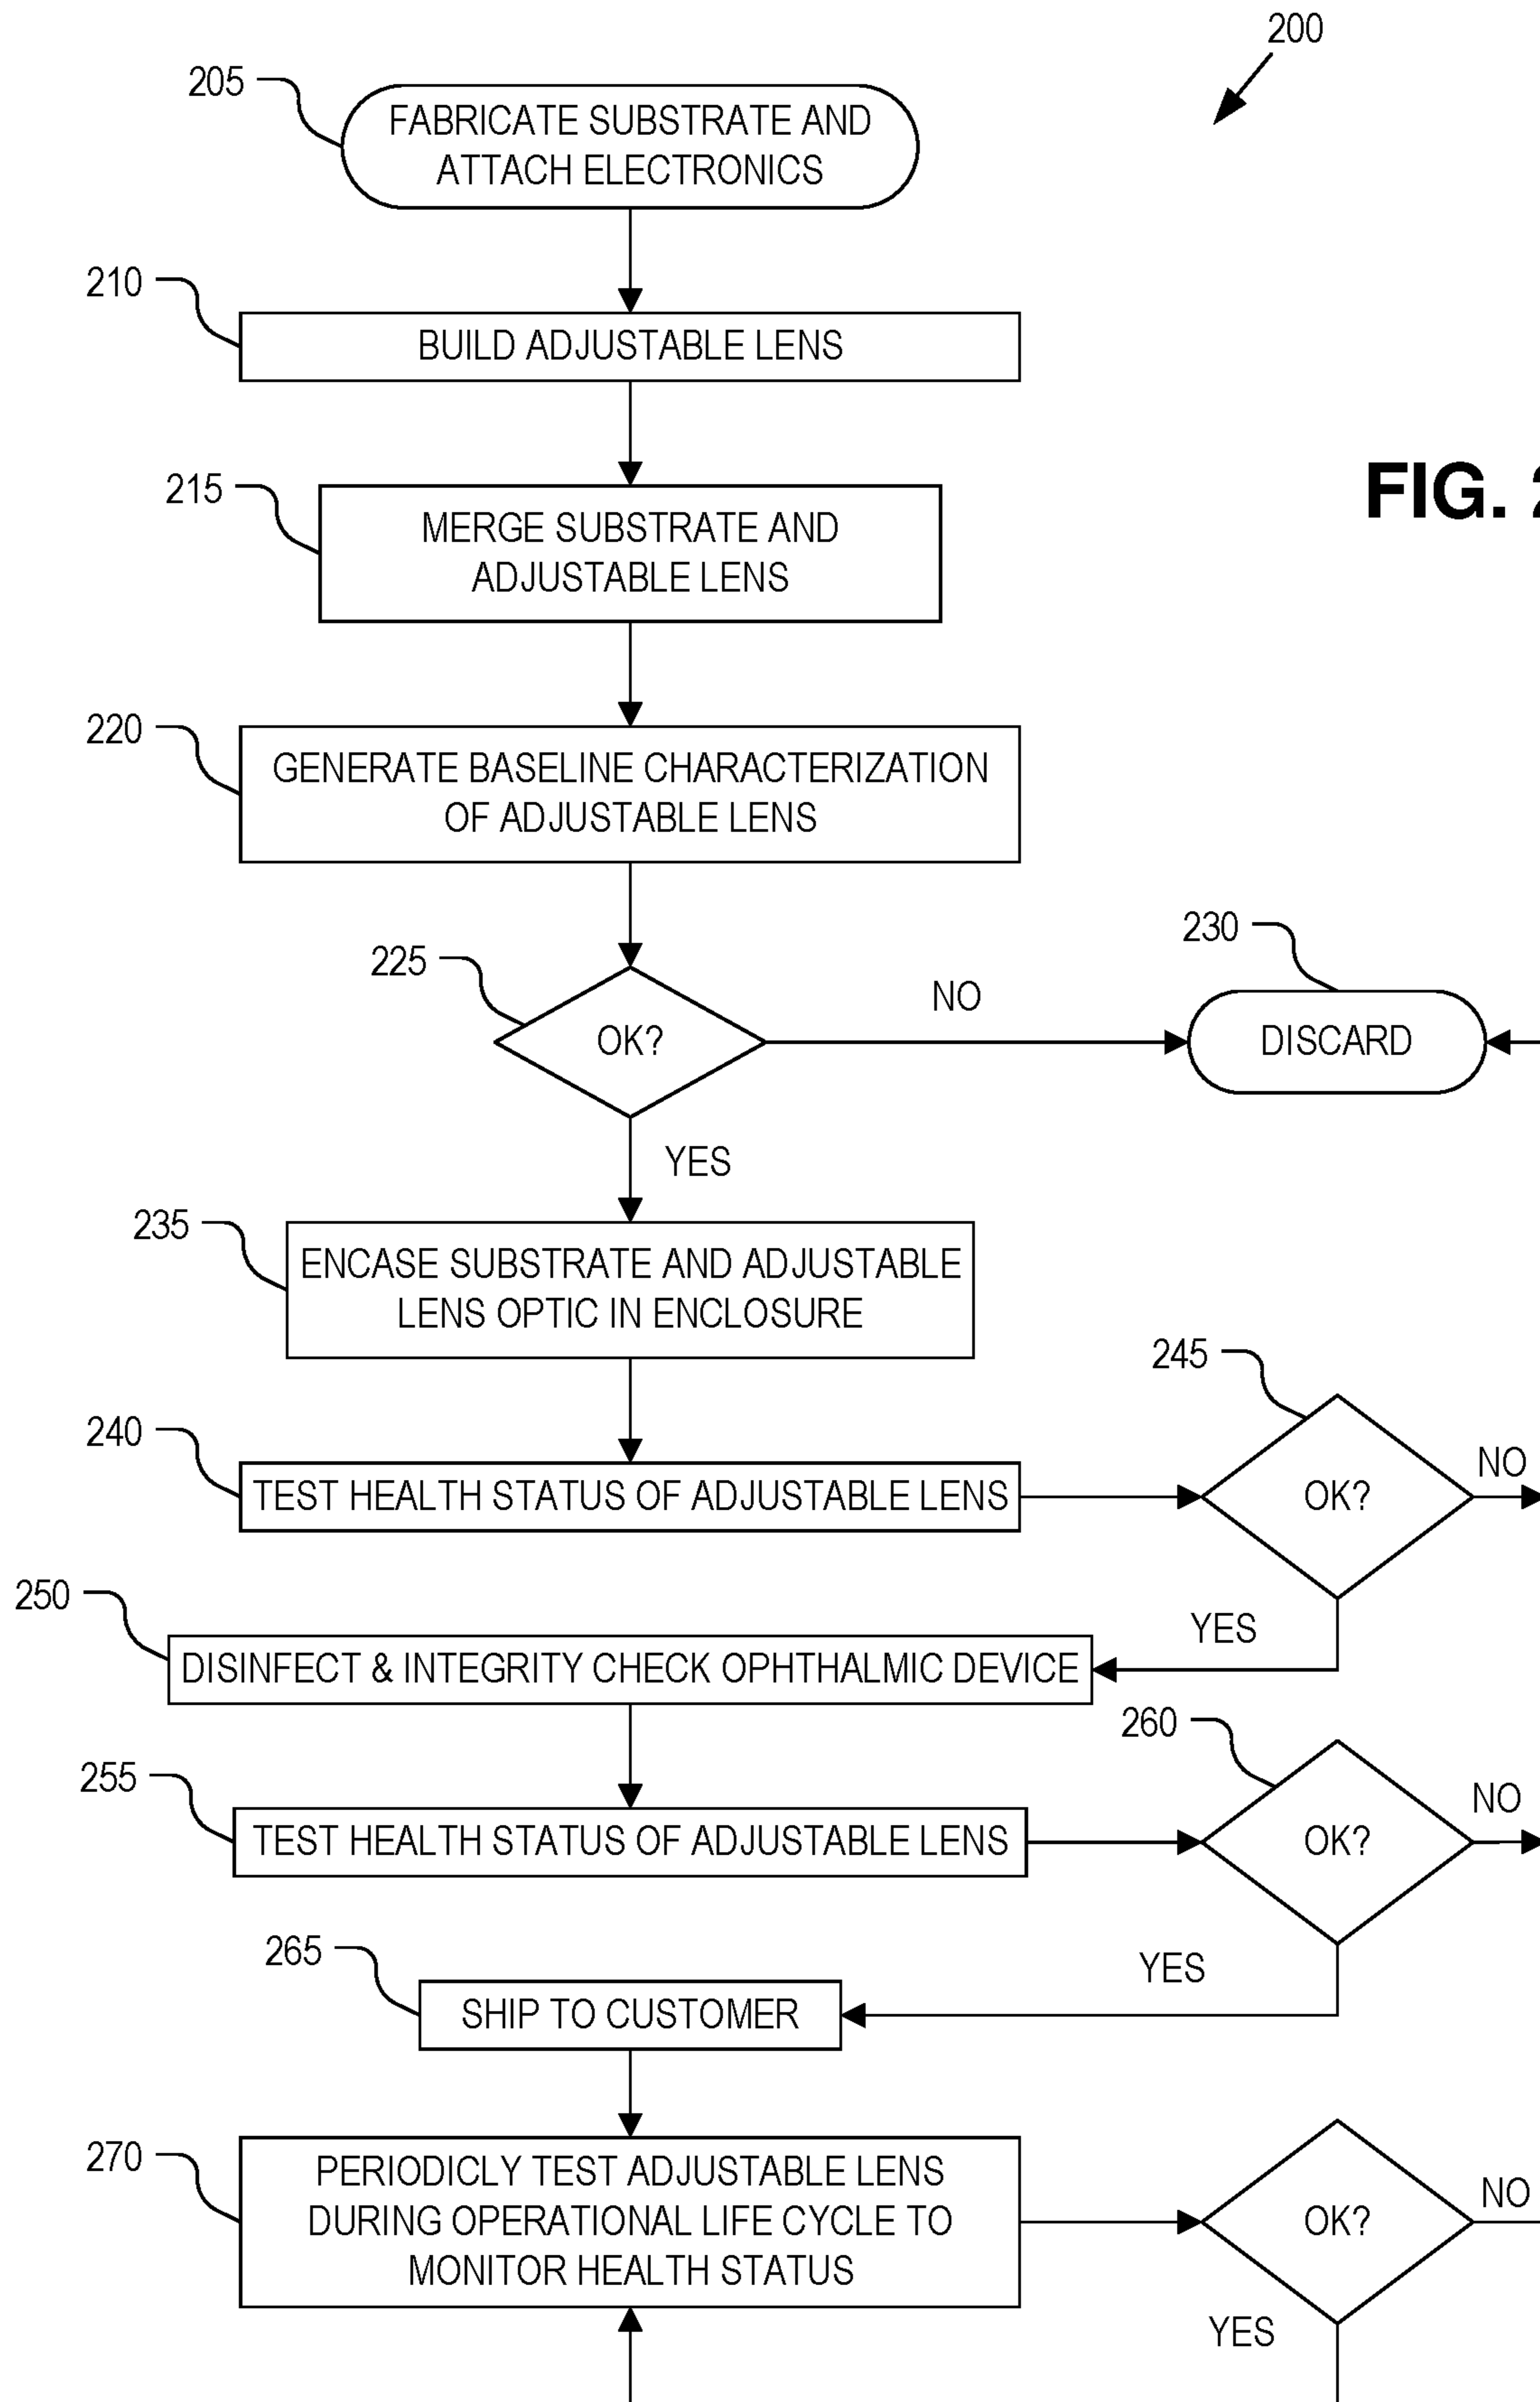 200
205
FABRICATE SUBSTRATE AND
ATTACH ELECTRONICS
210
BUILD ADJUSTABLE LENS
215
MERGE SUBSTRATE AND
ADJUSTABLE LENS
FIG. 2
220
GENERATE BASELINE CHARACTERIZATION
OF ADJUSTABLE LENS
225
OK?
NO
230
DISCARD
YES
235
ENCASE SUBSTRATE AND ADJUSTABLE
LENS OPTIC IN ENCLOSURE
240
TEST HEALTH STATUS OF ADJUSTABLE LENS
245
OK?
NO
YES
250
DISINFECT & INTEGRITY CHECK OPHTHALMIC DEVICE
255
TEST HEALTH STATUS OF ADJUSTABLE LENS
260
OK?
NO
YES
265
SHIP TO CUSTOMER
270
PERIODICLY TEST ADJUSTABLE LENS
DURING OPERATIONAL LIFE CYCLE TO
MONITOR HEALTH STATUS
OK?
NO
YES